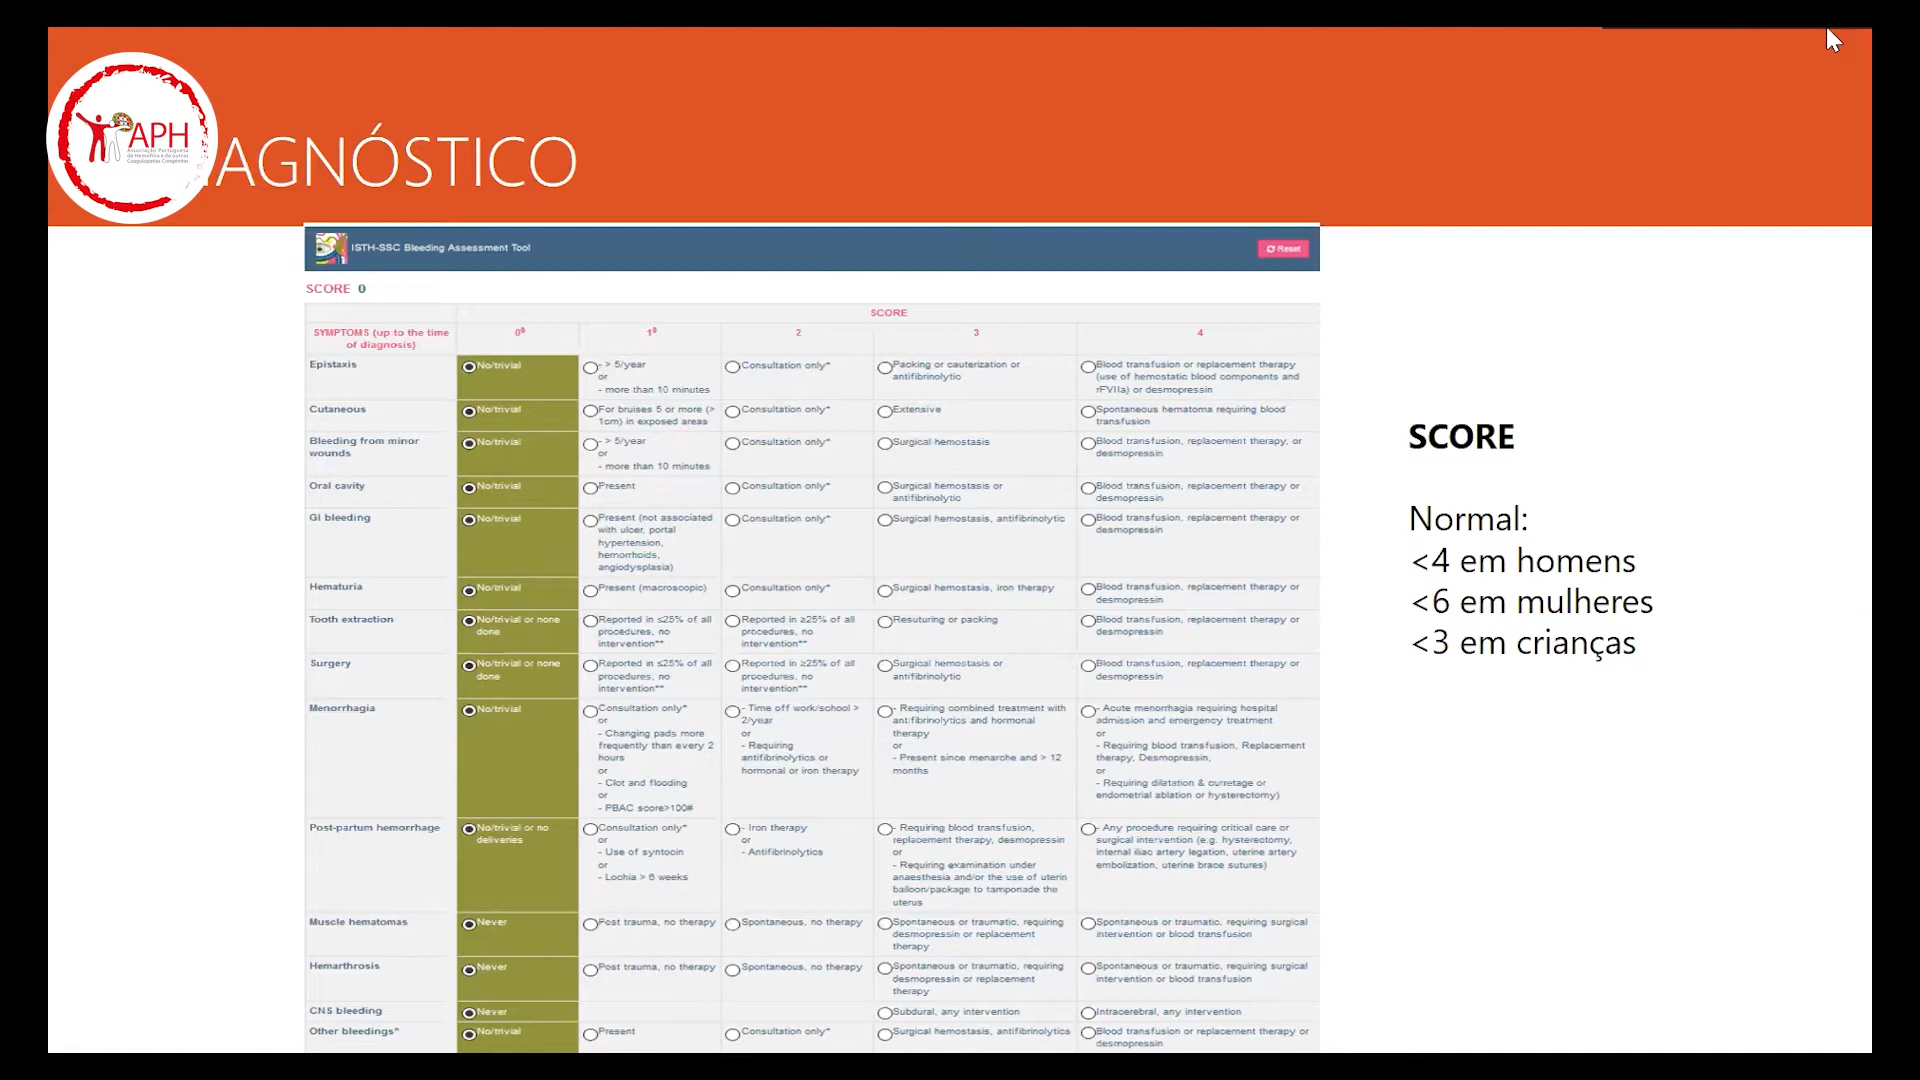 APH
Associação Portuguesa
de Hemofilia e de outras
Coagulopatias Congénitas
AGNÓSTICO
ISTH-SSC Bleeding Assessment Tool
Reset
SCORE 0
SCORE
SYMPTOMS (up to the time
of diagnosis)
0§
1§
2
3
4
Epistaxis
No/trivial
- > 5/year
or
- more than 10 minutes
Consultation only*
Packing or cauterization or
antifibrinolytic
Blood transfusion or replacement therapy
(use of hemostatic blood components and
rFVIIa) or desmopressin
Cutaneous
No/trivial
For bruises 5 or more (>
1cm) in exposed areas
Consultation only*
Extensive
Spontaneous hematoma requiring blood
transfusion
Bleeding from minor
wounds
No/trivial
- > 5/year
or
- more than 10 minutes
Consultation only*
Surgical hemostasis
Blood transfusion, replacement therapy, or
desmopressin
Oral cavity
No/trivial
Present
Consultation only*
Surgical hemostasis or
antifibrinolytic
Blood transfusion, replacement therapy or
desmopressin
GI bleeding
No/trivial
Present (not associated
with ulcer, portal
hypertension,
hemorrhoids,
angiodysplasia)
Consultation only*
Surgical hemostasis, antifibrinolytic
Blood transfusion, replacement therapy or
desmopressin
Hematuria
No/trivial
Present (macroscopic)
Consultation only*
Surgical hemostasis, iron therapy
Blood transfusion, replacement therapy or
desmopressin
Tooth extraction
No/trivial or none
done
Reported in ≤25% of all
procedures, no
intervention**
Reported in ≥25% of all
procedures, no
intervention**
Resuturing or packing
Blood transfusion, replacement therapy or
desmopressin
Surgery
No/trivial or none
done
Reported in ≤25% of all
procedures, no
intervention**
Reported in ≥25% of all
procedures, no
intervention**
Surgical hemostasis or
antifibrinolytic
Blood transfusion, replacement therapy or
desmopressin
Menorrhagia
No/trivial
Consultation only*
or
- Changing pads more
frequently than every 2
hours
or
- Clot and flooding
or
- PBAC score>100#
- Time off work/school >
2/year
or
- Requiring
antifibrinolytics or
hormonal or iron therapy
- Requiring combined treatment with
antifibrinolytics and hormonal
therapy
or
- Present since menarche and > 12
months
- Acute menorrhagia requiring hospital
admission and emergency treatment
or
- Requiring blood transfusion, Replacement
therapy, Desmopressin,
or
- Requiring dilatation & curretage or
endometrial ablation or hysterectomy)
Post-partum hemorrhage
No/trivial or no
deliveries
Consultation only*
or
- Use of syntocin
or
- Lochia > 6 weeks
- Iron therapy
or
- Antifibrinolytics
- Requiring blood transfusion,
replacement therapy, desmopressin
or
- Requiring examination under
anaesthesia and/or the use of uterin
balloon/package to tamponade the
uterus
- Any procedure requiring critical care or
surgical intervention (e.g. hysterectomy,
internal iliac artery legation, uterine artery
embolization, uterine brace sutures)
Muscle hematomas
Never
Post trauma, no therapy
Spontaneous, no therapy
Spontaneous or traumatic, requiring
desmopressin or replacement
therapy
Spontaneous or traumatic, requiring surgical
intervention or blood transfusion
Hemarthrosis
Never
Post trauma, no therapy
Spontaneous, no therapy
Spontaneous or traumatic, requiring
desmopressin or replacement
therapy
Spontaneous or traumatic, requiring surgical
intervention or blood transfusion
CNS bleeding
Never
Subdural, any intervention
Intracerebral, any intervention
Other bleedings^
No/trivial
Present
Consultation only*
Surgical hemostasis, antifibrinolytics
Blood transfusion or replacement therapy or
desmopressin
SCORE
Normal:
<4 em homens
<6 em mulheres
<3 em crianças